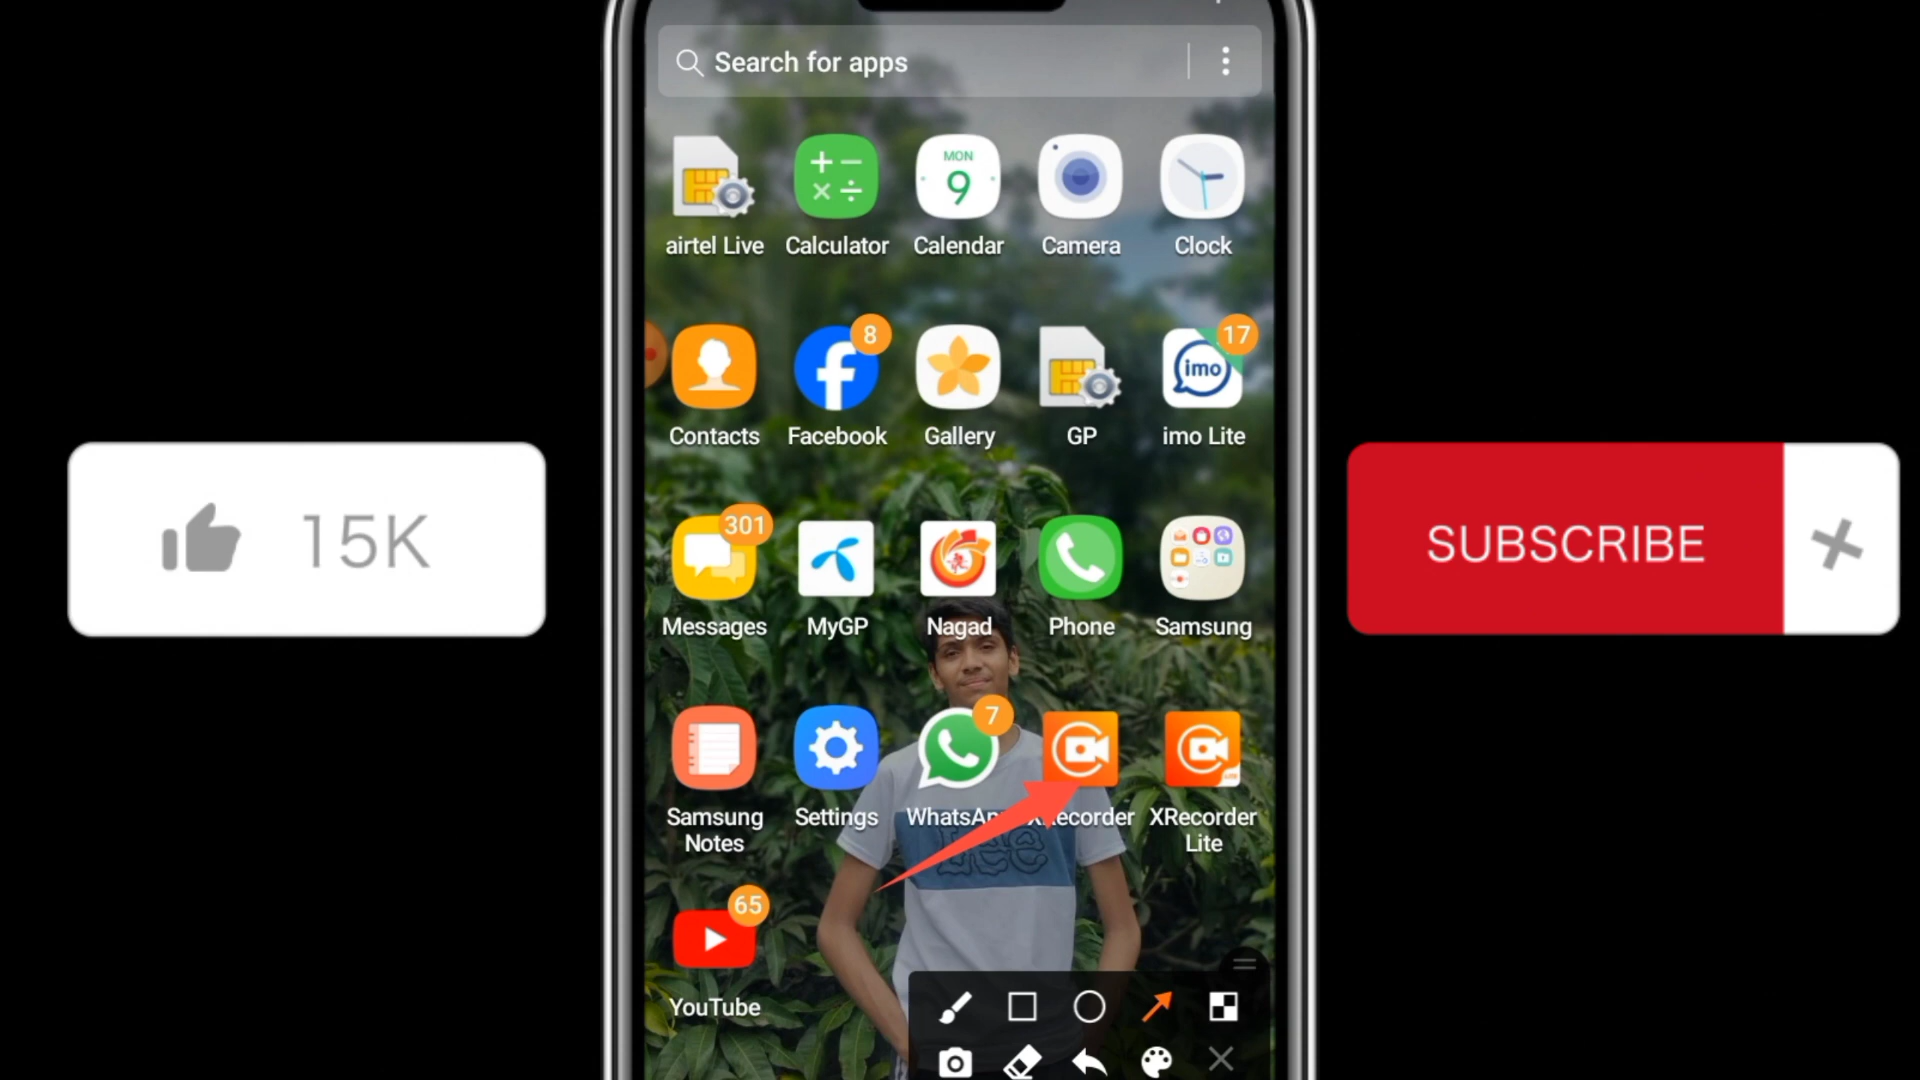 Search for apps
MON
9
airtel Live
Calculator
Calendar
Camera
Clock
8
17
imo
Contacts
Facebook
Gallery
GP
imo Lite
15K
SUBSCRIBE
301
Messages
MyGP
Nagad
Phone
Samsung
7
Samsung
Notes
Settings
XRecorder
Lite
Lee
65
YouTube